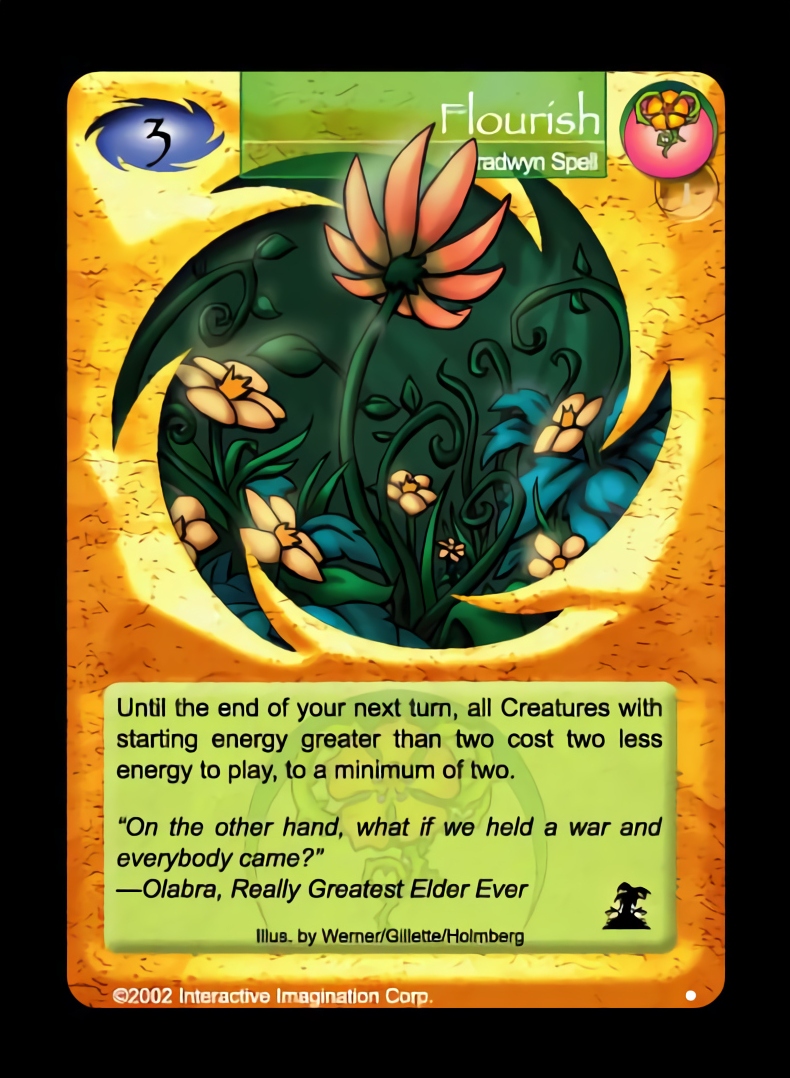 3
Flourish
radwyn Spell
Until the end of your next turn, all Creatures with
starting energy greater than two cost two less
energy to play, to a minimum of two.
“On the other hand, what if we held a war and
everybody came?”
—Olabra, Really Greatest Elder Ever
Illus. by Werner/Gillette/Holmberg
©2002 Interactive Imagination Corp.